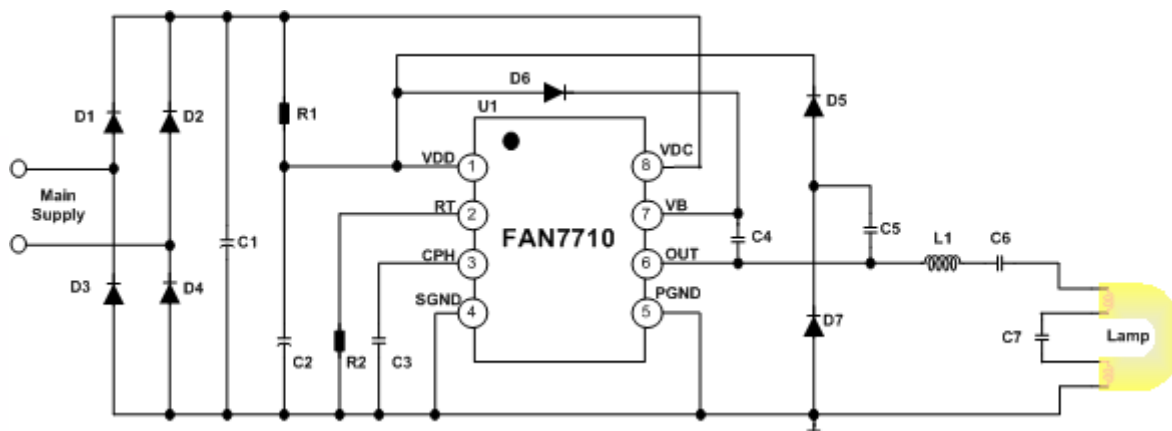 D6
U1
D1
D2
R1
D5
VDD
1
8
VDC
Main
Supply
RT
2
7
VB
C1
FAN7710
C4
C5
CPH
3
6
OUT
L1
C6
D3
D4
SGND
4
5
PGND
D7
C2
R2
C3
C7
Lamp